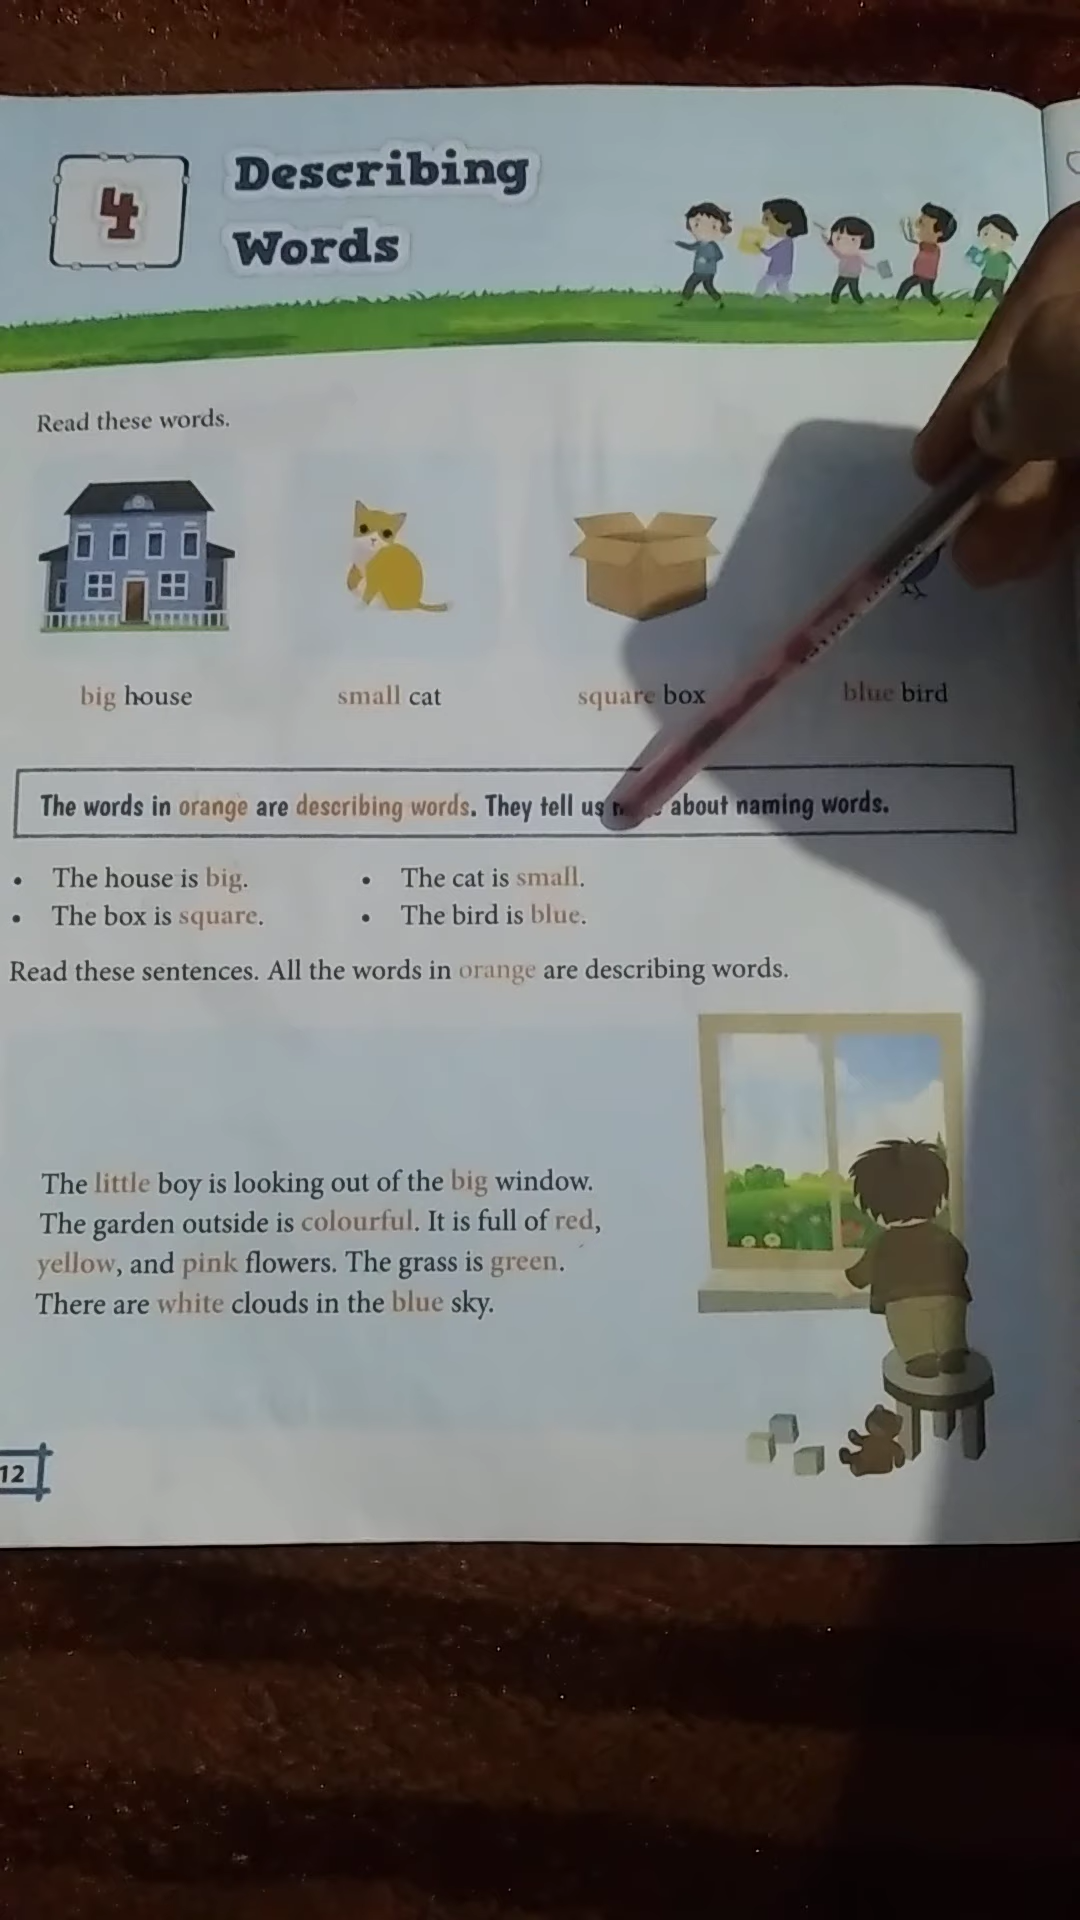 4
Describing
Words
Read these words.
big house
small cat
square box
blue bird
The words in orange are describing words. They tell us about naming words.
• The house is big.
• The cat is small.
• The box is square.
• The bird is blue.
Read these sentences. All the words in orange are describing words.
The little boy is looking out of the big window.
The garden outside is colourful. It is full of red,
yellow, and pink flowers. The grass is green.
There are white clouds in the blue sky.
12